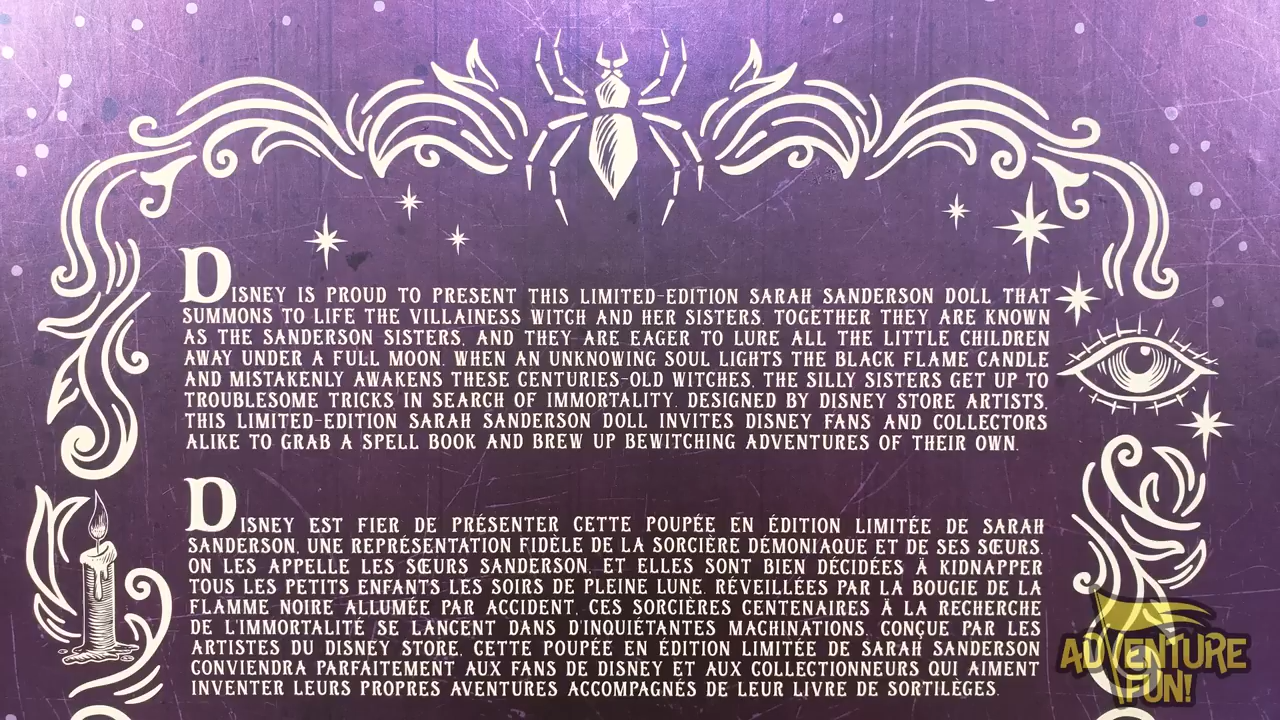 DISNEY IS PROUD TO PRESENT THIS LIMITED-EDITION SARAH SANDERSON DOLL THAT
SUMMONS TO LIFE THE VILLAINESS WITCH AND HER SISTERS. TOGETHER THEY ARE KNOWN
AS THE SANDERSON SISTERS, AND THEY ARE EAGER TO LURE ALL THE LITTLE CHILDREN
AWAY UNDER A FULL MOON. WHEN AN UNKNOWING SOUL LIGHTS THE BLACK FLAME CANDLE
AND MISTAKENLY AWAKENS THESE CENTURIES-OLD WITCHES, THE SILLY SISTERS GET UP TO
TROUBLESOME TRICKS IN SEARCH OF IMMORTALITY. DESIGNED BY DISNEY STORE ARTISTS,
THIS LIMITED-EDITION SARAH SANDERSON DOLL INVITES DISNEY FANS AND COLLECTORS
ALIKE TO GRAB A SPELL BOOK AND BREW UP BEWITCHING ADVENTURES OF THEIR OWN.
DISNEY EST FIER DE PRÉSENTER CETTE POUPÉE EN ÉDITION LIMITÉE DE SARAH
SANDERSON, UNE REPRÉSENTATION FIDÈLE DE LA SORCIÈRE DÉMONIAQUE ET DE SES SŒURS.
ON LES APPELLE LES SŒURS SANDERSON, ET ELLES SONT BIEN DÉCIDÉES À KIDNAPPER
TOUS LES PETITS ENFANTS LES SOIRS DE PLEINE LUNE. RÉVEILLÉES PAR LA BOUGIE DE LA
FLAMME NOIRE ALLUMÉE PAR ACCIDENT, CES SORCIÈRES CENTENAIRES À LA RECHERCHE
DE L'IMMORTALITÉ SE LANCENT DANS D'INQUIÉTANTES MACHINATIONS. CONÇUE PAR LES
ARTISTES DU DISNEY STORE, CETTE POUPÉE EN ÉDITION LIMITÉE DE SARAH SANDERSON
CONVIENDRA PARFAITEMENT AUX FANS DE DISNEY ET AUX COLLECTIONNEURS QUI AIMENT
INVENTER LEURS PROPRES AVENTURES ACCOMPAGNÉS DE LEUR LIVRE DE SORTILÈGES.
ADVENTURE
FUN!